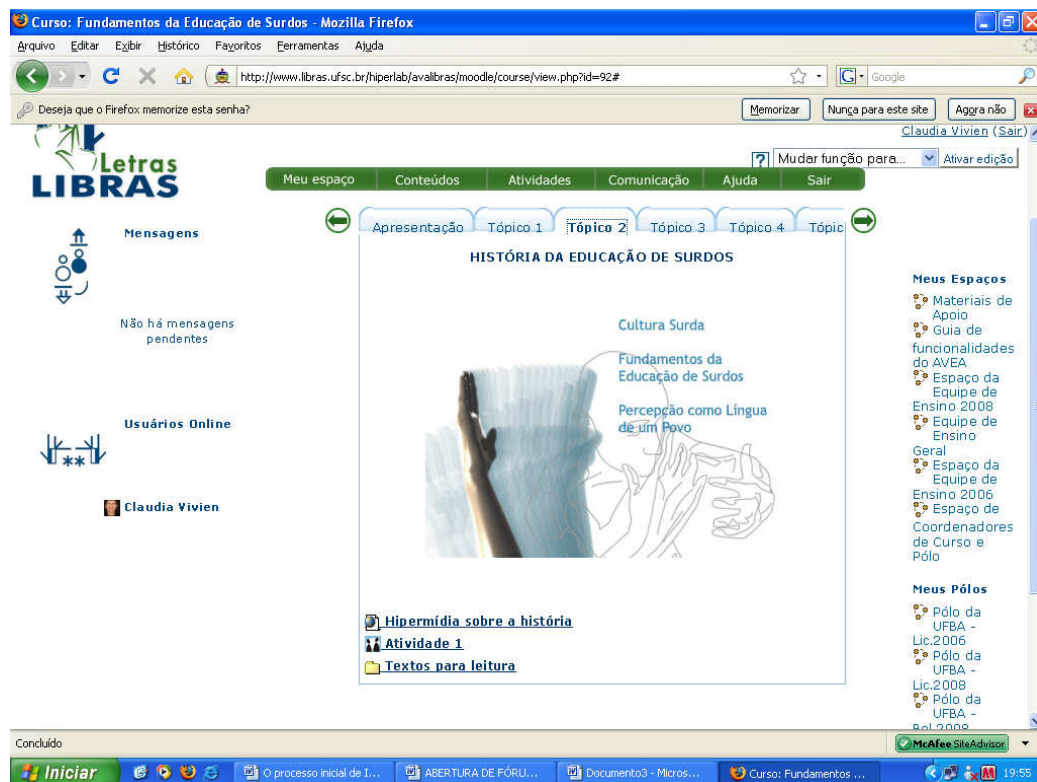 Curso: Fundamentos da Educação de Surdos - Mozilla Firefox
Arquivo Editar Exibir Histórico Favoritos Ferramentas Ajuda
http://www.libras.ufsc.br/hiperlab/avalibras/moodle/course/view.php?id=92#
Google
Deseja que o Firefox memorize esta senha?
Memorizar Nunca para este site Agora não
Claudia Vivien (Sair)
Letras
LIBRAS
? Mudar função para... Ativar edição
Meu espaço Conteúdos Atividades Comunicação Ajuda Sair
Apresentação Tópico 1 Tópico 2 Tópico 3 Tópico 4 Tópic
Mensagens
Não há mensagens
pendentes
Usuários Online
Claudia Vivien
HISTÓRIA DA EDUCAÇÃO DE SURDOS
Cultura Surda
Fundamentos da
Educação de Surdos
Percepção como Língua
de um Povo
Hipermídia sobre a história
Atividade 1
Textos para leitura
Meus Espaços
Materiais de
Apoio
Guia de
funcionalidades
do AVEA
Espaço da
Equipe de
Ensino 2008
Equipe de
Ensino
Geral
Espaço da
Equipe de
Ensino 2006
Espaço de
Coordenadores
de Curso e
Pólo
Meus Pólos
Pólo da
UFBA -
Lic.2006
Pólo da
UFBA -
Lic.2008
Pólo da
UFBA -
Bel.2008
Concluído
McAfee SiteAdvisor
Iniciar O processo inicial de I... ABERTURA DE FÓRU... Documento3 - Micros... Curso: Fundamentos ... 19:55